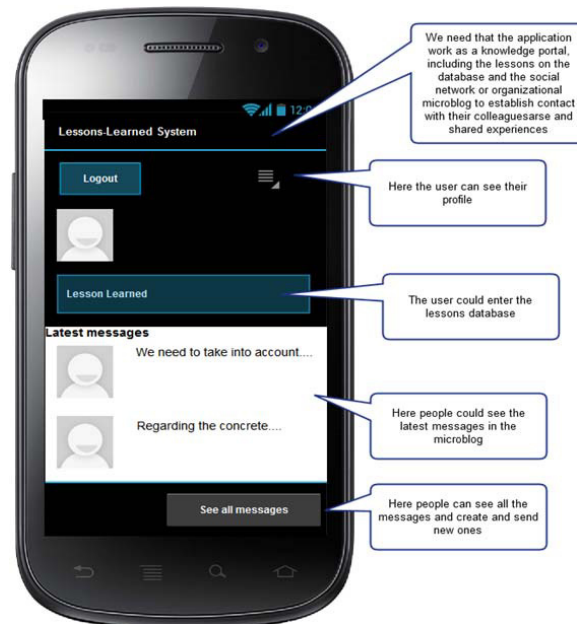 We need that the application
work as a knowledge portal,
including the lessons on the
database and the social
network or organizational
microblog to establish contact
with their colleaguesarse and
shared experiences
Lessons-Learned System
Logout
Here the user can see their
profile
Lesson Learned
The user could enter the
lessons database
Latest messages
We need to take into account....
Regarding the concrete....
Here people could see the
latest messages in the
microblog
See all messages
Here people can see all the
messages and create and send
new ones